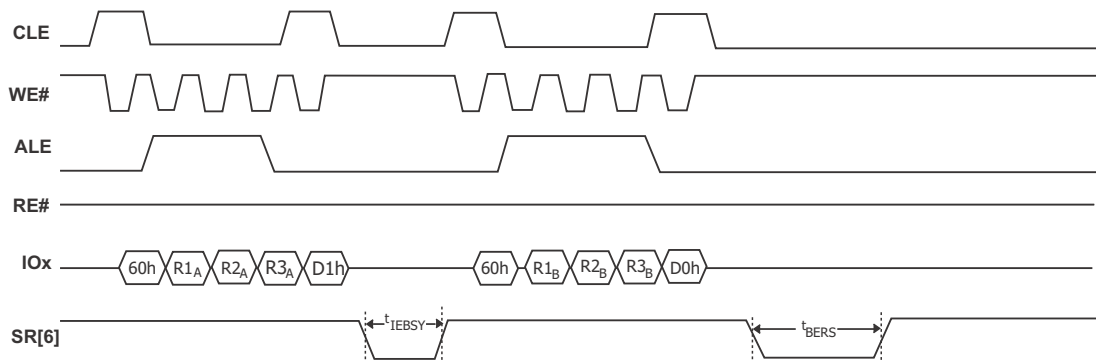 CLE
WE#
ALE
RE#
IOx 60h R1A R2A R3A D1h 60h R1B R2B R3B D0h
SR[6] tIEBSY tBERS